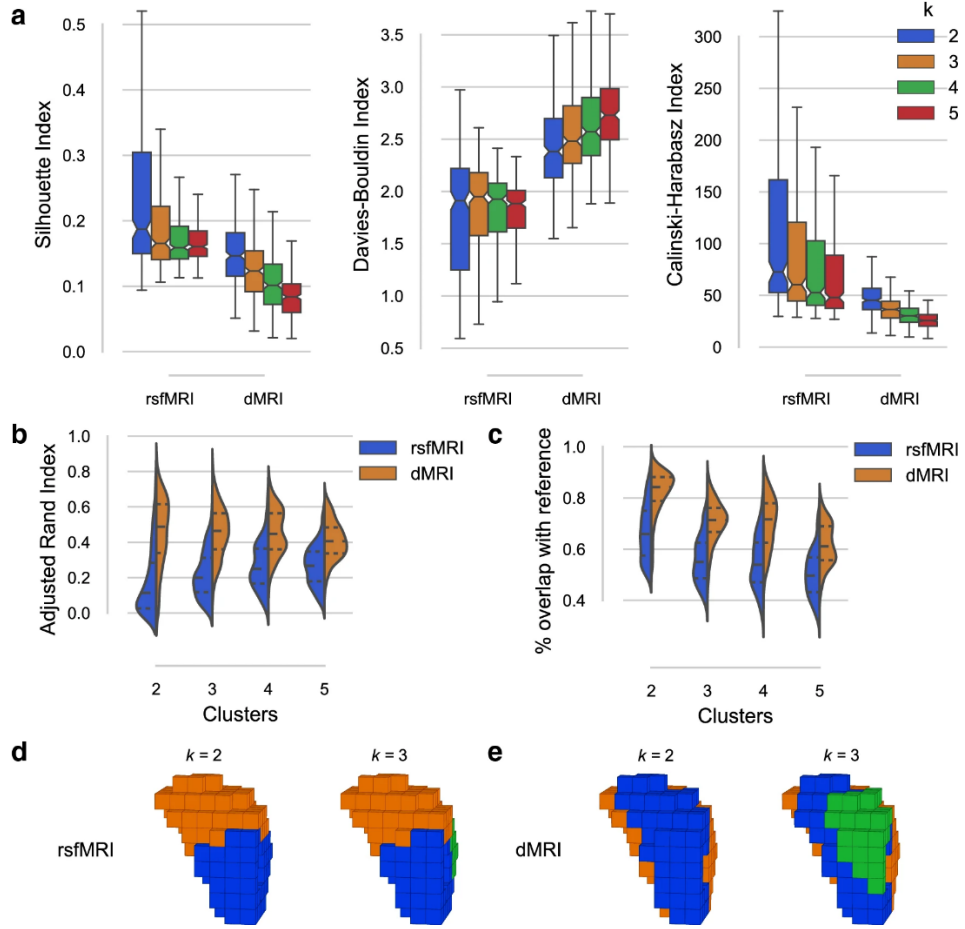 a
Silhouette Index
0.5
0.4
0.3
0.2
0.1
0.0
rsfMRI dMRI
Davies-Bouldin Index
3.5
3.0
2.5
2.0
1.5
1.0
0.5
rsfMRI dMRI
Calinski-Harabasz Index
300
250
200
150
100
50
0
rsfMRI dMRI
k
2
3
4
5
b
Adjusted Rand Index
1.0
0.8
0.6
0.4
0.2
0.0
2 3 4 5
Clusters
rsfMRI
dMRI
c
% overlap with reference
1.0
0.8
0.6
0.4
2 3 4 5
Clusters
rsfMRI
dMRI
d
k = 2 k = 3
rsfMRI
e
k = 2 k = 3
dMRI